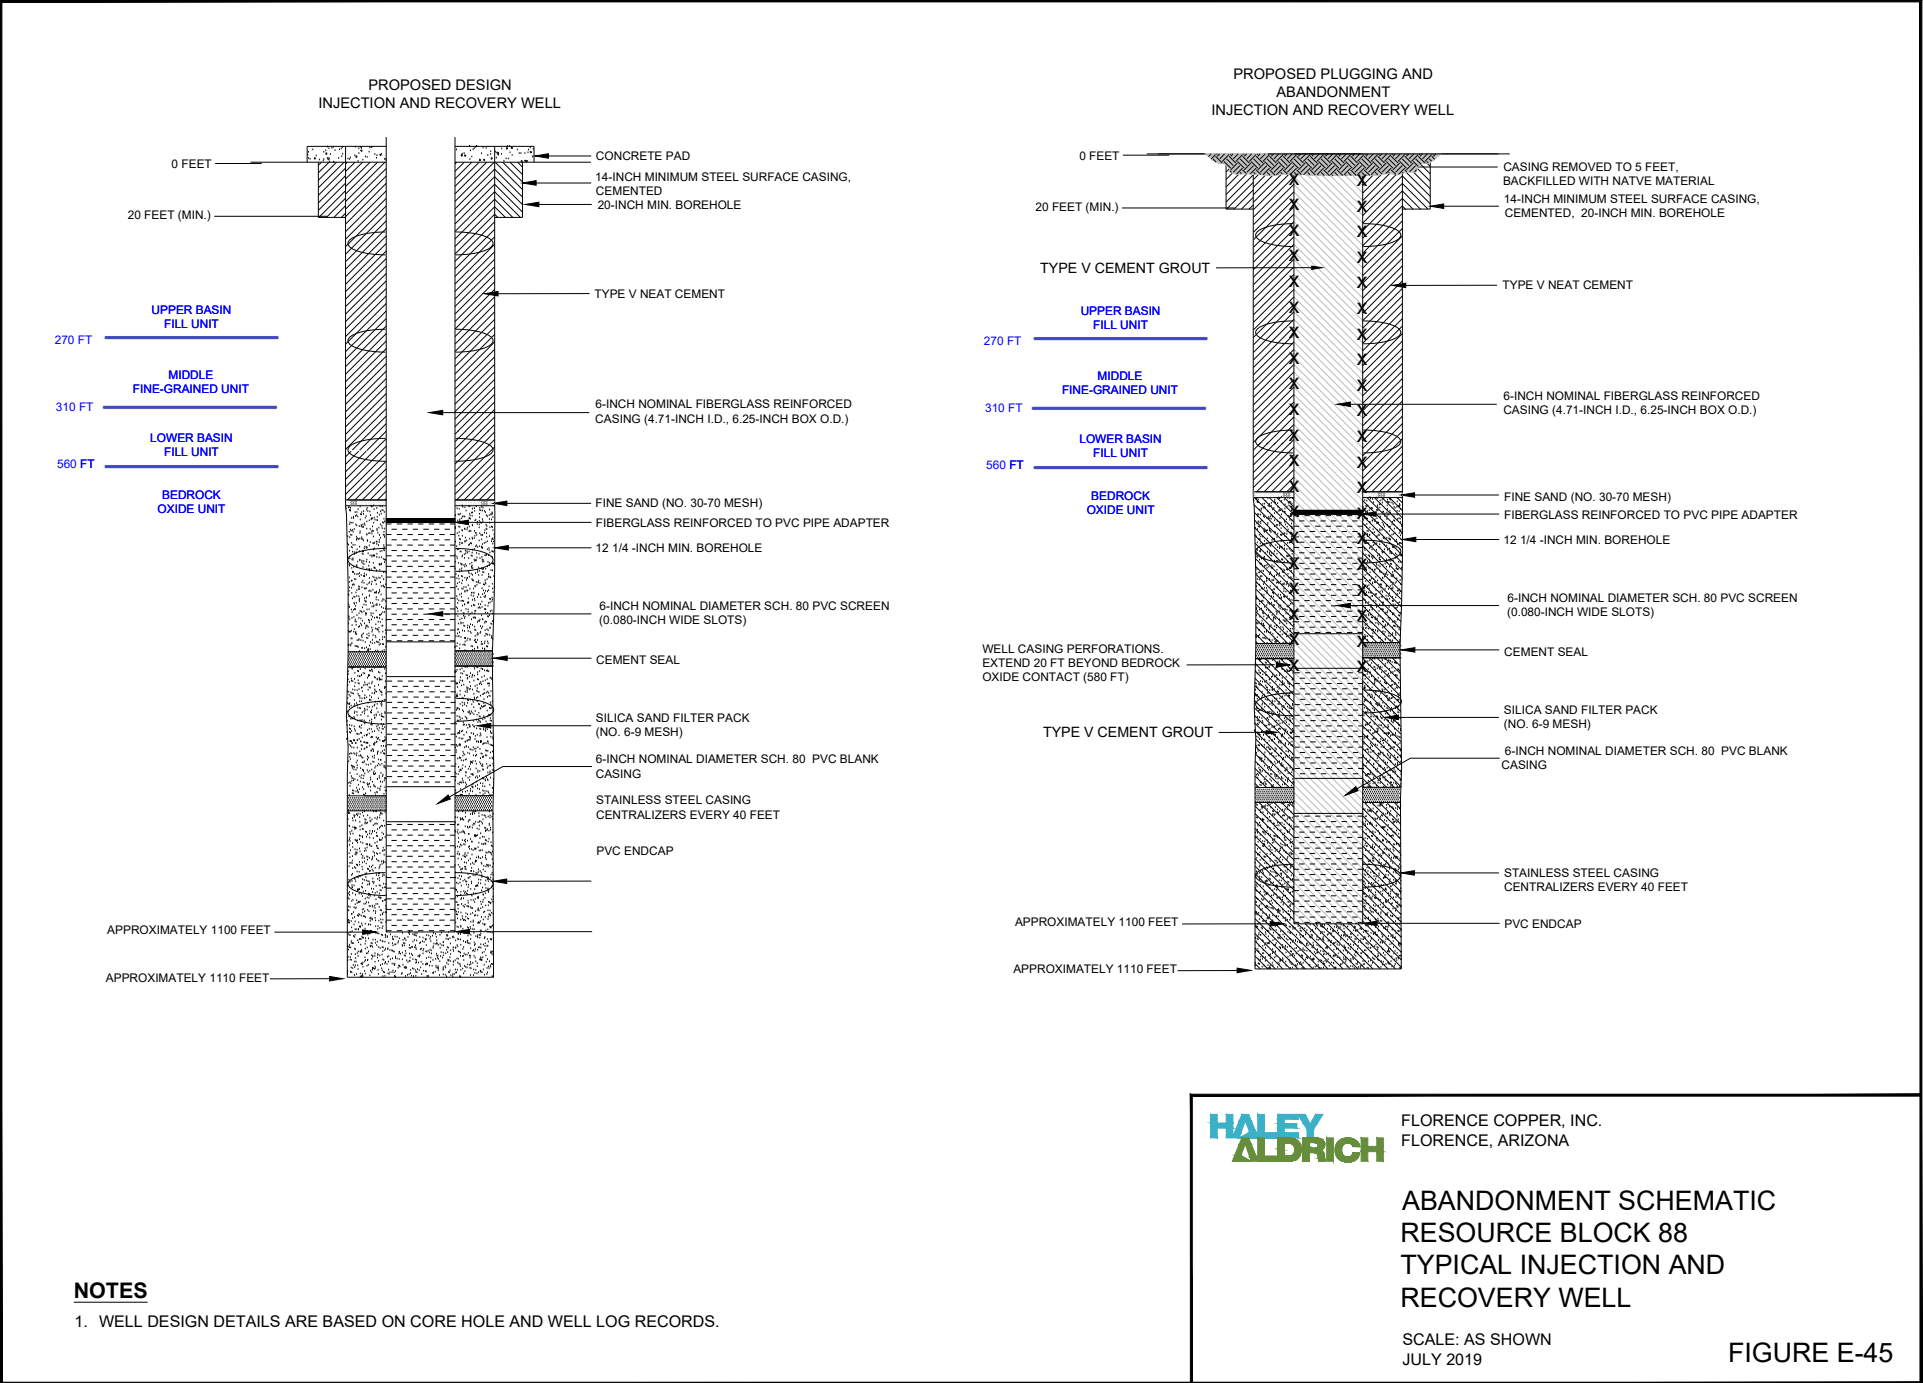 PROPOSED DESIGN
INJECTION AND RECOVERY WELL
0 FEET
20 FEET (MIN.)
UPPER BASIN
FILL UNIT
270 FT
MIDDLE
FINE-GRAINED UNIT
310 FT
LOWER BASIN
FILL UNIT
560 FT
BEDROCK
OXIDE UNIT
APPROXIMATELY 1100 FEET
APPROXIMATELY 1110 FEET
CONCRETE PAD
14-INCH MINIMUM STEEL SURFACE CASING,
CEMENTED
20-INCH MIN. BOREHOLE
TYPE V NEAT CEMENT
6-INCH NOMINAL FIBERGLASS REINFORCED
CASING (4.71-INCH I.D., 6.25-INCH BOX O.D.)
FINE SAND (NO. 30-70 MESH)
FIBERGLASS REINFORCED TO PVC PIPE ADAPTER
12 1/4 -INCH MIN. BOREHOLE
6-INCH NOMINAL DIAMETER SCH. 80 PVC SCREEN
(0.080-INCH WIDE SLOTS)
CEMENT SEAL
SILICA SAND FILTER PACK
(NO. 6-9 MESH)
6-INCH NOMINAL DIAMETER SCH. 80 PVC BLANK
CASING
STAINLESS STEEL CASING
CENTRALIZERS EVERY 40 FEET
PVC ENDCAP
PROPOSED PLUGGING AND
ABANDONMENT
INJECTION AND RECOVERY WELL
0 FEET
20 FEET (MIN.)
TYPE V CEMENT GROUT
UPPER BASIN
FILL UNIT
270 FT
MIDDLE
FINE-GRAINED UNIT
310 FT
LOWER BASIN
FILL UNIT
560 FT
BEDROCK
OXIDE UNIT
WELL CASING PERFORATIONS.
EXTEND 20 FT BEYOND BEDROCK
OXIDE CONTACT (580 FT)
TYPE V CEMENT GROUT
APPROXIMATELY 1100 FEET
APPROXIMATELY 1110 FEET
CASING REMOVED TO 5 FEET,
BACKFILLED WITH NATVE MATERIAL
14-INCH MINIMUM STEEL SURFACE CASING,
CEMENTED, 20-INCH MIN. BOREHOLE
TYPE V NEAT CEMENT
6-INCH NOMINAL FIBERGLASS REINFORCED
CASING (4.71-INCH I.D., 6.25-INCH BOX O.D.)
FINE SAND (NO. 30-70 MESH)
FIBERGLASS REINFORCED TO PVC PIPE ADAPTER
12 1/4 -INCH MIN. BOREHOLE
6-INCH NOMINAL DIAMETER SCH. 80 PVC SCREEN
(0.080-INCH WIDE SLOTS)
CEMENT SEAL
SILICA SAND FILTER PACK
(NO. 6-9 MESH)
6-INCH NOMINAL DIAMETER SCH. 80 PVC BLANK
CASING
STAINLESS STEEL CASING
CENTRALIZERS EVERY 40 FEET
PVC ENDCAP
NOTES
1. WELL DESIGN DETAILS ARE BASED ON CORE HOLE AND WELL LOG RECORDS.
HALEY
ALDRICH
FLORENCE COPPER, INC.
FLORENCE, ARIZONA
ABANDONMENT SCHEMATIC
RESOURCE BLOCK 88
TYPICAL INJECTION AND
RECOVERY WELL
SCALE: AS SHOWN
JULY 2019
FIGURE E-45